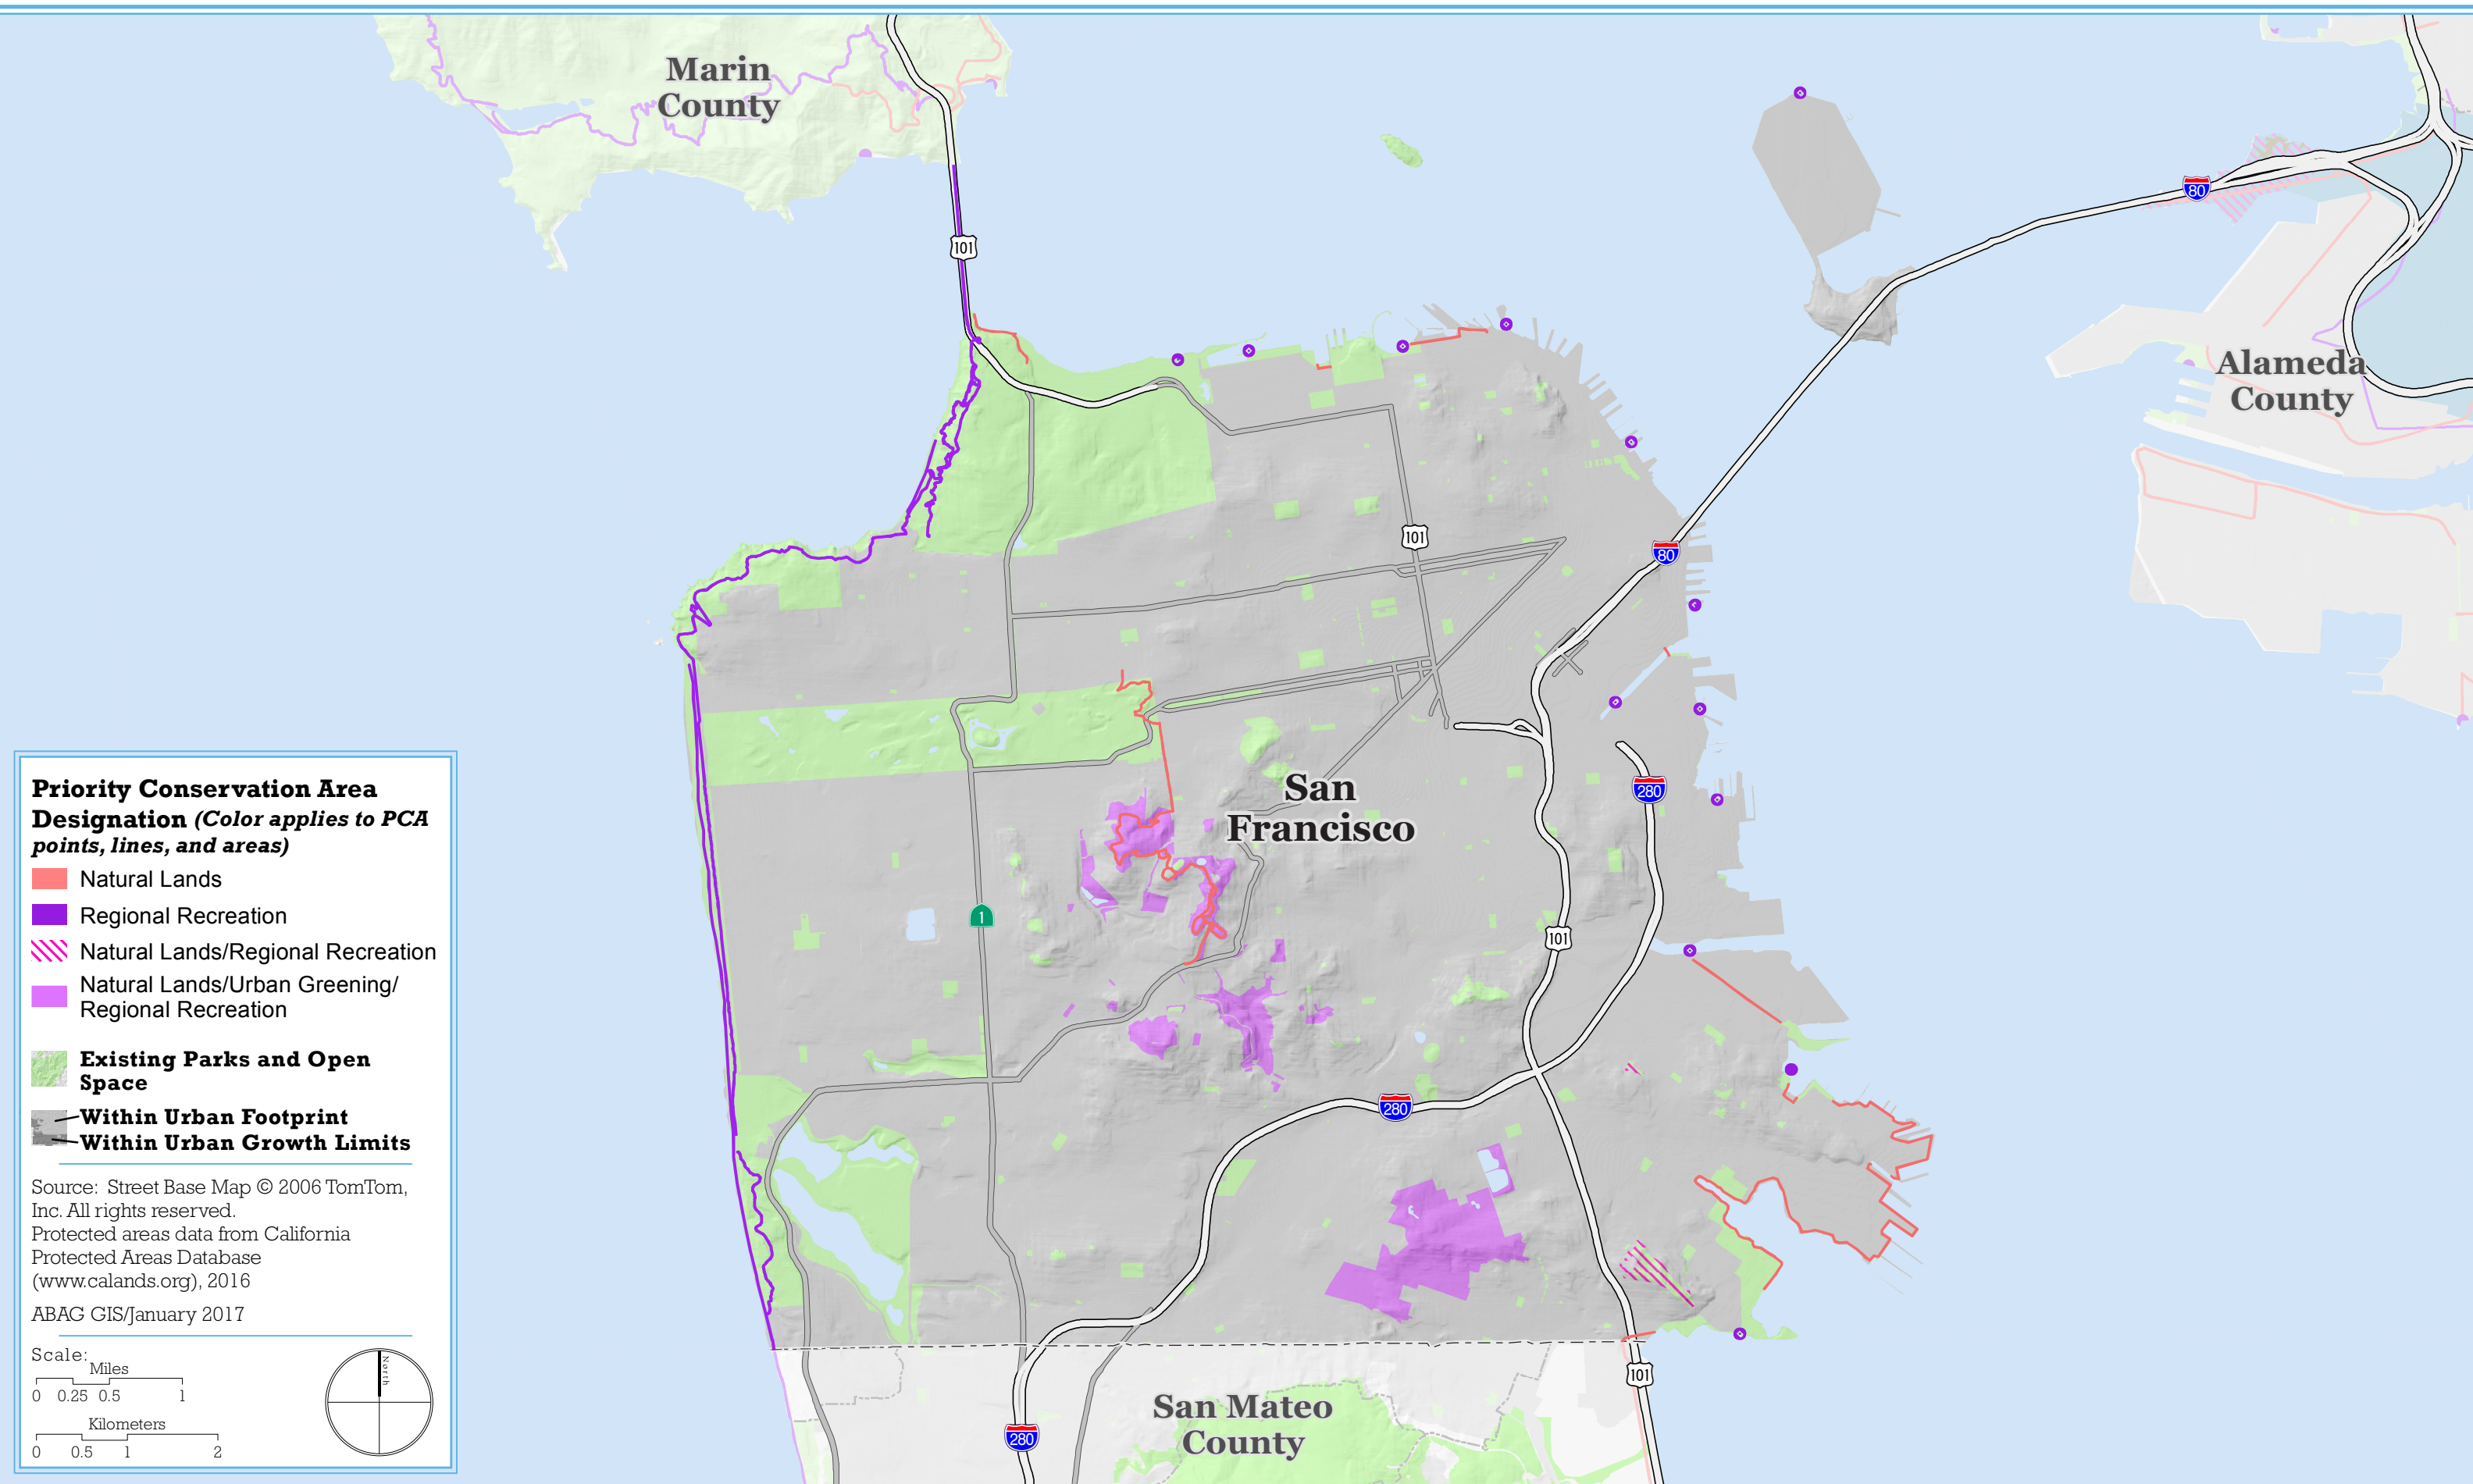 Marin
County
101
80
Alameda
County
101
80
San
Francisco
280
1
101
280
101
San Mateo
County
280
Priority Conservation Area
Designation (Color applies to PCA
points, lines, and areas)
Natural Lands
Regional Recreation
Natural Lands/Regional Recreation
Natural Lands/Urban Greening/
Regional Recreation
Existing Parks and Open
Space
Within Urban Footprint
Within Urban Growth Limits
Source: Street Base Map © 2006 TomTom,
Inc. All rights reserved.
Protected areas data from California
Protected Areas Database
(www.calands.org), 2016
ABAG GIS/January 2017
Scale:
Miles
0 0.25 0.5 1
Kilometers
0 0.5 1 2
North